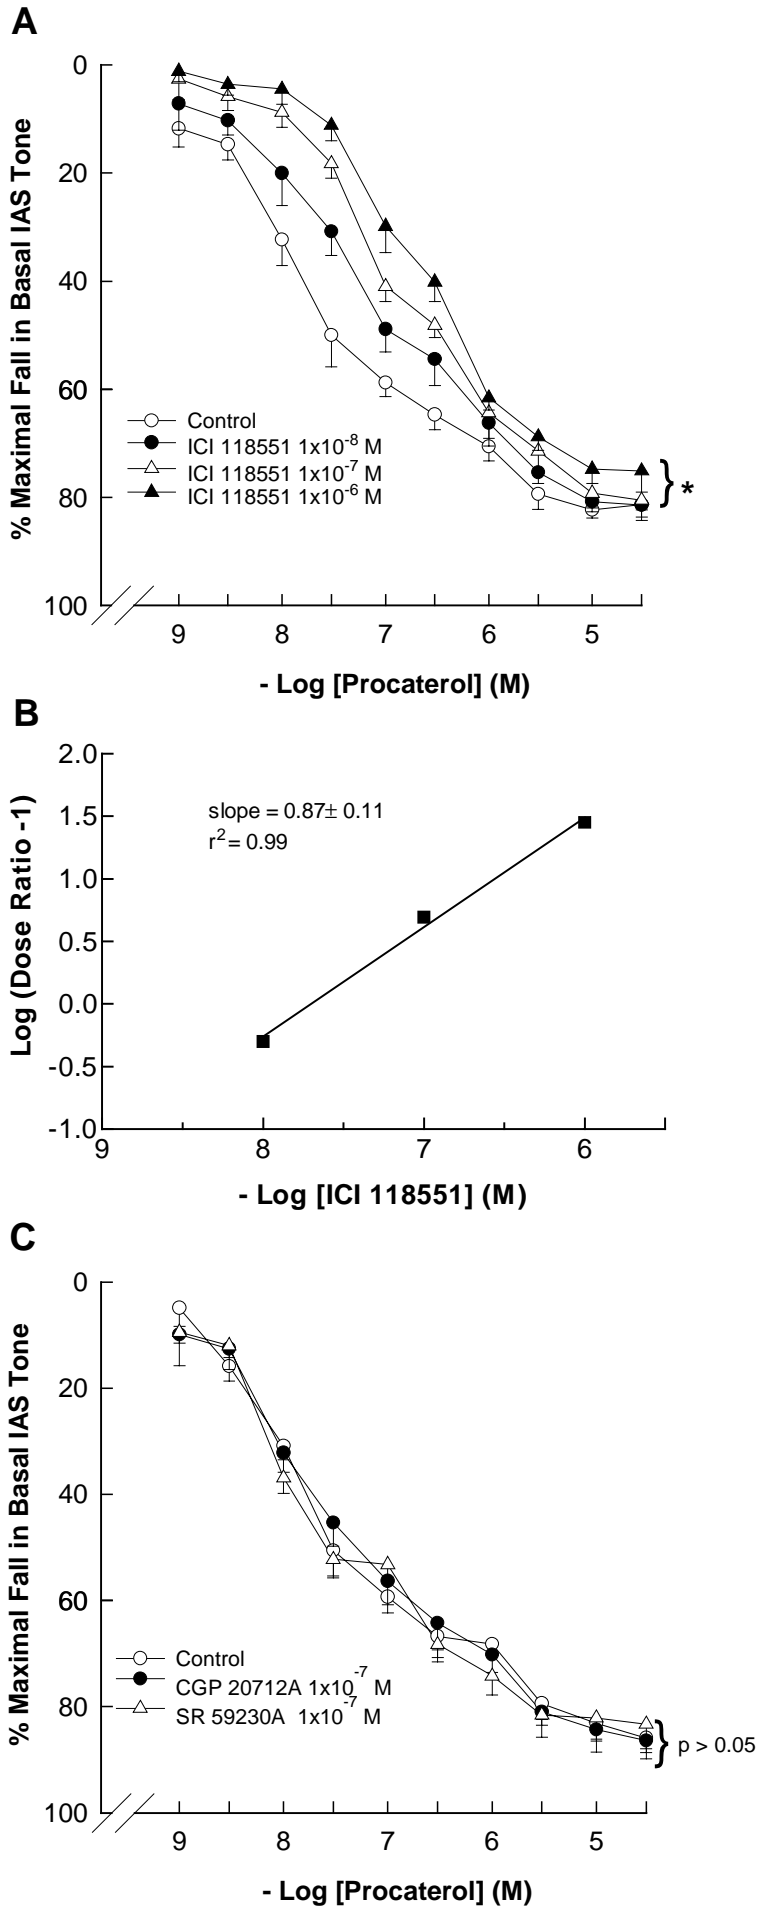 A
% Maximal Fall in Basal IAS Tone
0
20
40
60
80
100
Control
ICI 118551 1x10-8 M
ICI 118551 1x10-7 M
ICI 118551 1x10-6 M
} *
9 8 7 6 5
- Log [Procaterol] (M)
B
Log (Dose Ratio -1)
2.0
1.5
1.0
0.5
0.0
-0.5
-1.0
slope = 0.87± 0.11
r2 = 0.99
9 8 7 6
- Log [ICI 118551] (M)
C
% Maximal Fall in Basal IAS Tone
0
20
40
60
80
100
Control
CGP 20712A 1x10-7 M
SR 59230A 1x10-7 M
} p > 0.05
9 8 7 6 5
- Log [Procaterol] (M)